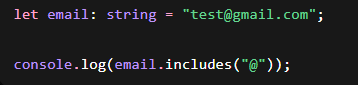 let email: string = "test@gmail.com";
console.log(email.includes("@"));